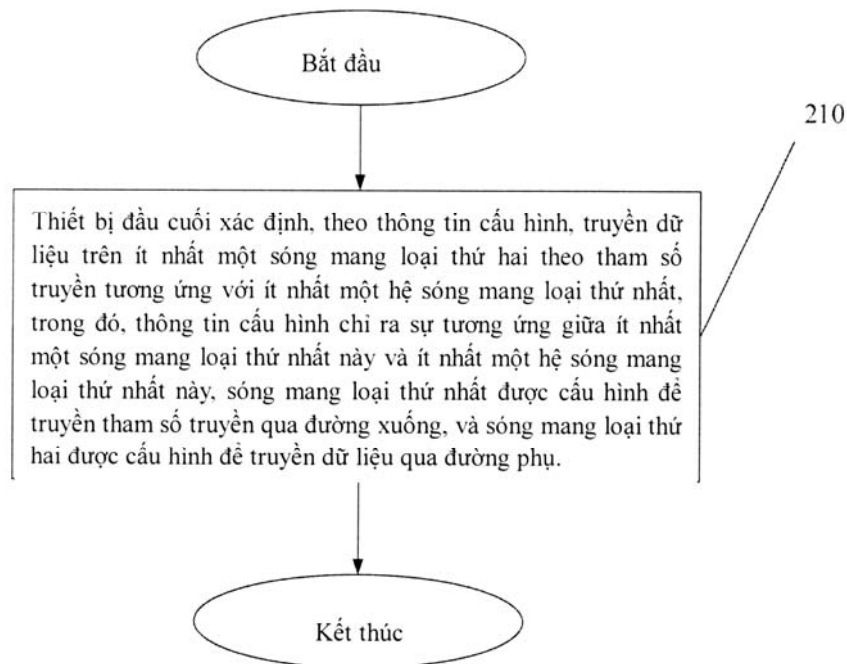 Bắt đầu
210
Thiết bị đầu cuối xác định, theo thông tin cấu hình, truyền dữ
liệu trên ít nhất một sóng mang loại thứ hai theo tham số
truyền tương ứng với ít nhất một hệ sóng mang loại thứ nhất,
trong đó, thông tin cấu hình chỉ ra sự tương ứng giữa ít nhất
một sóng mang loại thứ nhất này và ít nhất một hệ sóng mang
loại thứ nhất này, sóng mang loại thứ nhất được cấu hình để
truyền tham số truyền qua đường xuống, và sóng mang loại thứ
hai được cấu hình để truyền dữ liệu qua đường phụ.
Kết thúc